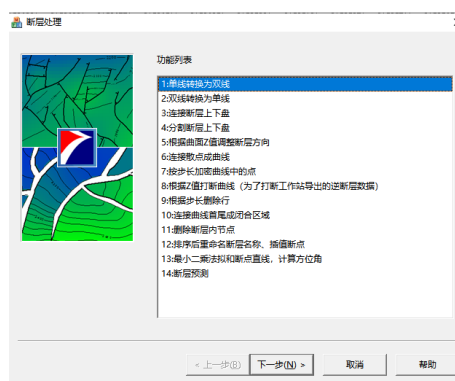 断层处理
功能列表
1:单线转换为双线
2:双线转换为单线
3:连接断层上下盘
4:分割断层上下盘
5:根据曲面Z值调整断层方向
6:连接散点成曲线
7:按步长加密曲线中的点
8:根据Z值打断曲线（为了打断工作站导出的逆断层数据）
9:根据步长删除行
10:连接曲线首尾成闭合区域
11:删除断层内节点
12:排序后重命名断层名称、插值断点
13:最小二乘法拟和断点直线，计算方位角
14:断层预测
< 上一步(B) 下一步(N) > 取消 帮助